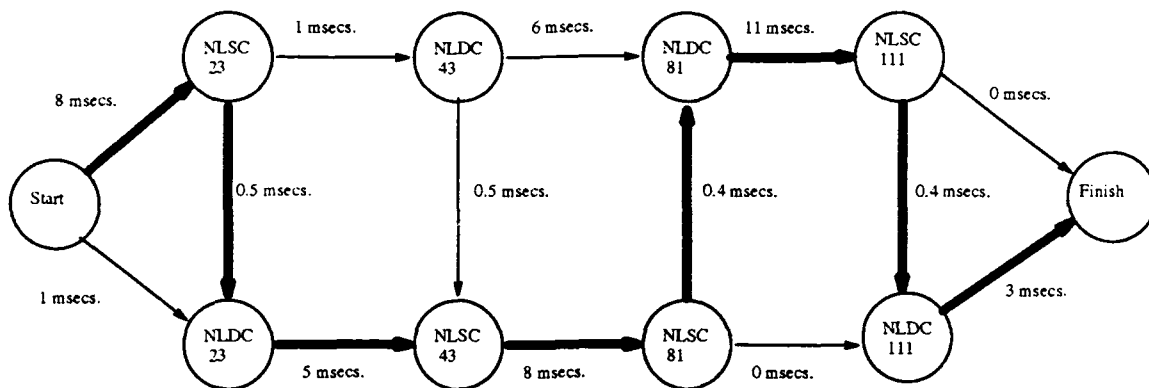 1 msecs.
6 msecs.
11 msecs.
NLSC
23
NLDC
43
NLDC
81
NLSC
111
8 msecs.
0 msecs.
Start
0.5 msecs.
0.5 msecs.
0.4 msecs.
0.4 msecs.
Finish
1 msecs.
3 msecs.
NLDC
23
NLSC
43
NLSC
81
NLDC
111
5 msecs.
8 msecs.
0 msecs.